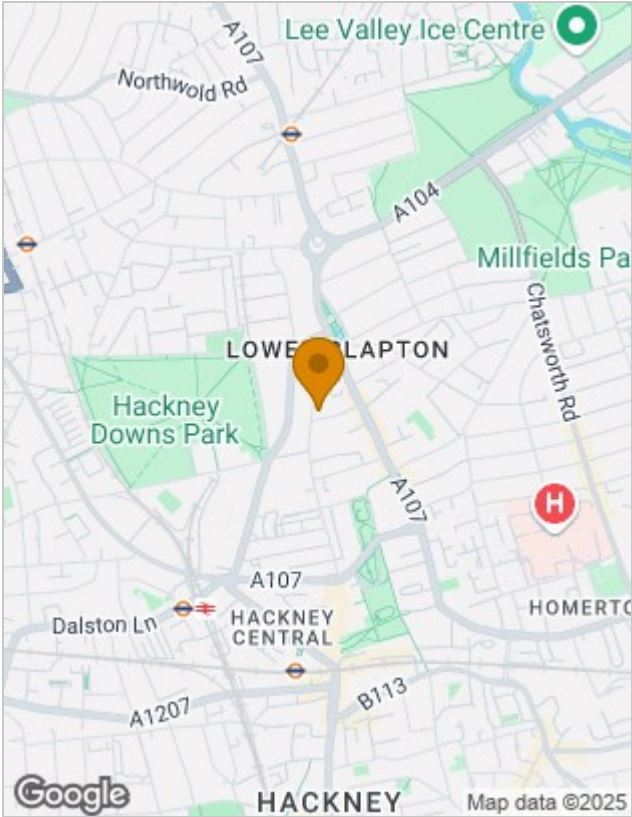 Lee Valley Ice Centre
A107
Northwold Rd
A104
Millfields Pa
Chatsworth Rd
LOWE CLAPTON
Hackney
Downs Park
A107
H
A107
HACKNEY
CENTRAL
Dalston Ln
HOMERTO
A1207
B113
HACKNEY
Google
Map data ©2025